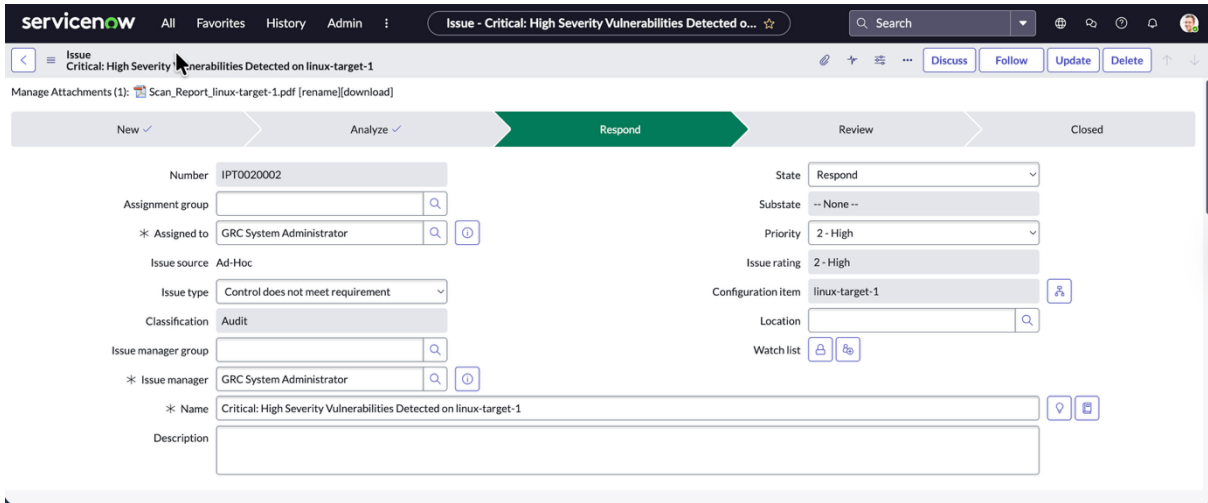 servicenow All Favorites History Admin Issue - Critical: High Severity Vulnerabilities Detected o... Search
Issue
Critical: High Severity Vulnerabilities Detected on linux-target-1
Discuss Follow Update Delete
Manage Attachments (1): Scan_Report_linux-target-1.pdf [rename][download]
New Analyze Respond Review Closed
Number IPT0020002
State Respond
Assignment group
Substate -- None --
Assigned to GRC System Administrator
Priority 2 - High
Issue source Ad-Hoc
Issue rating 2 - High
Issue type Control does not meet requirement
Configuration item linux-target-1
Classification Audit
Location
Issue manager group
Watch list
Issue manager GRC System Administrator
Name Critical: High Severity Vulnerabilities Detected on linux-target-1
Description